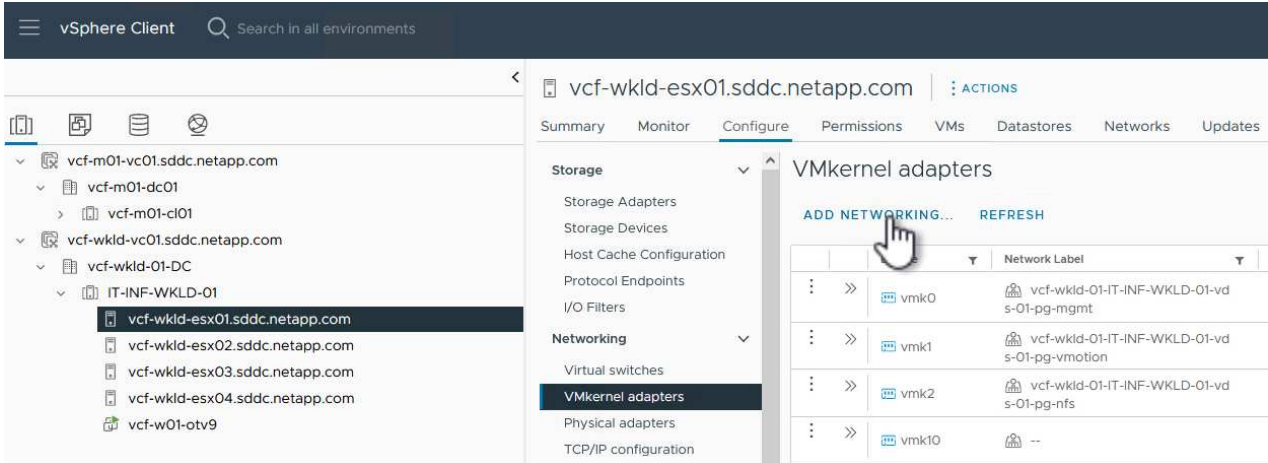 vSphere Client
Search in all environments
vcf-m01-vc01.sddc.netapp.com
vcf-m01-dc01
vcf-m01-cl01
vcf-wkld-vc01.sddc.netapp.com
vcf-wkld-01-DC
IT-INF-WKLD-01
vcf-wkld-esx01.sddc.netapp.com
vcf-wkld-esx02.sddc.netapp.com
vcf-wkld-esx03.sddc.netapp.com
vcf-wkld-esx04.sddc.netapp.com
vcf-w01-otv9
vcf-wkld-esx01.sddc.netapp.com ACTIONS
Summary Monitor Configure Permissions VMs Datastores Networks Updates
Storage
Storage Adapters
Storage Devices
Host Cache Configuration
Protocol Endpoints
I/O Filters
Networking
Virtual switches
VMkernel adapters
Physical adapters
TCP/IP configuration
VMkernel adapters
ADD NETWORKING... REFRESH
Network Label
vmk0 vcf-wkld-01-IT-INF-WKLD-01-vd
s-01-pg-mgmt
vmk1 vcf-wkld-01-IT-INF-WKLD-01-vd
s-01-pg-vmotion
vmk2 vcf-wkld-01-IT-INF-WKLD-01-vd
s-01-pg-nfs
vmk10 --